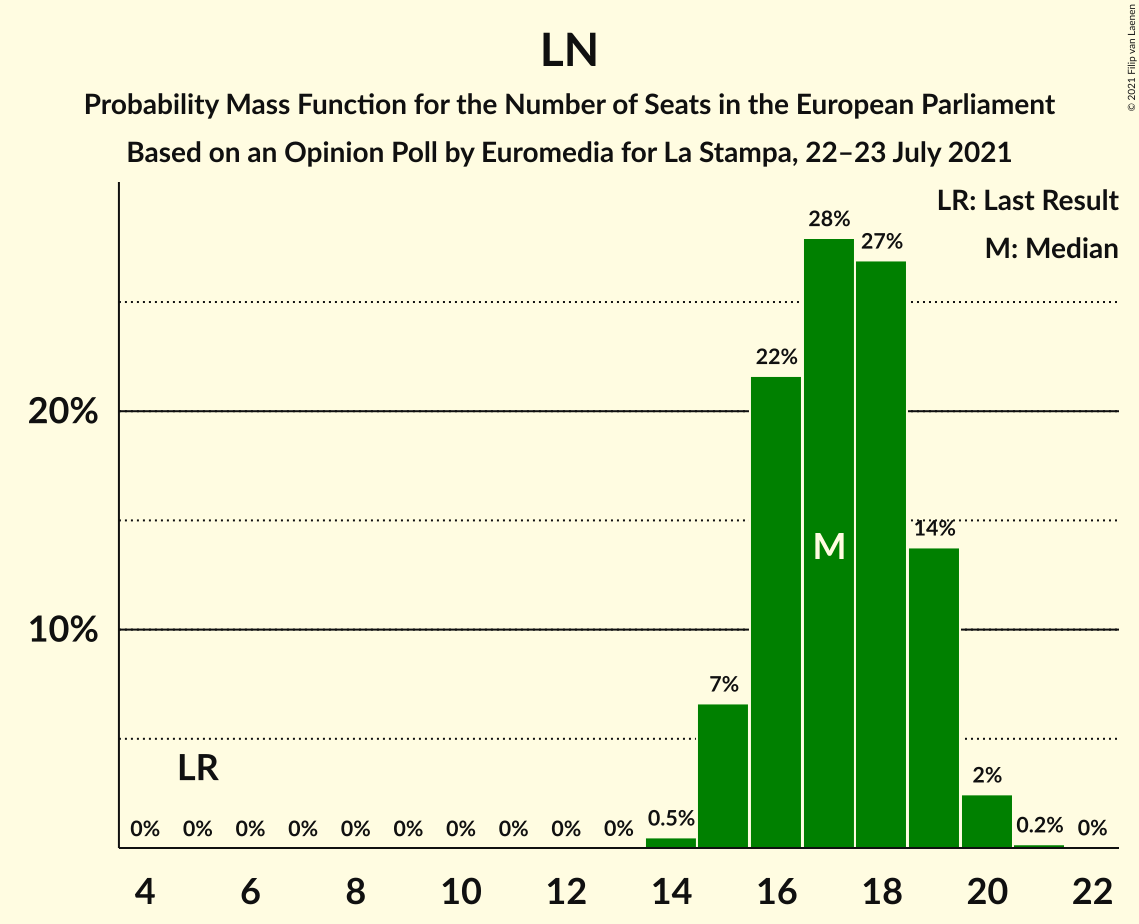 LN
Probability Mass Function for the Number of Seats in the European Parliament
Based on an Opinion Poll by Euromedia for La Stampa, 22–23 July 2021
© 2021 Filip van Laenen
LR: Last Result
M: Median
28%
27%
22%
20%
14%
M
10%
7%
LR
2%
0% 0% 0% 0% 0% 0% 0% 0% 0% 0% 0.5% 0.2% 0%
4 6 8 10 12 14 16 18 20 22